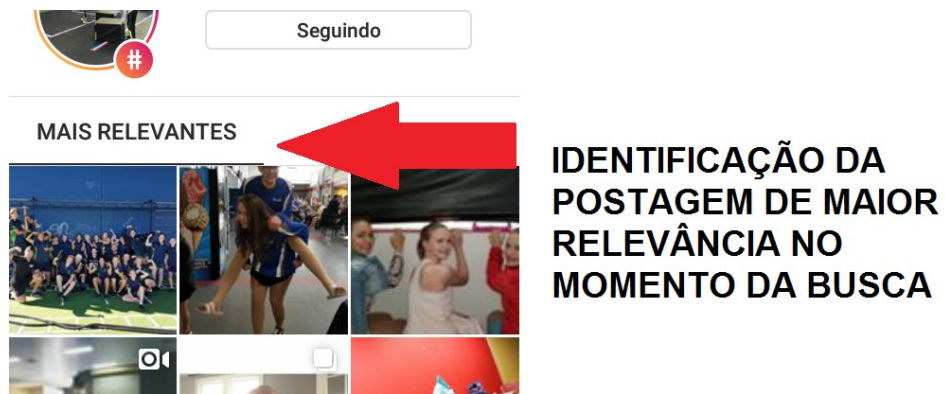 Seguindo
#
MAIS RELEVANTES
IDENTIFICAÇÃO DA
POSTAGEM DE MAIOR
RELEVÂNCIA NO
MOMENTO DA BUSCA